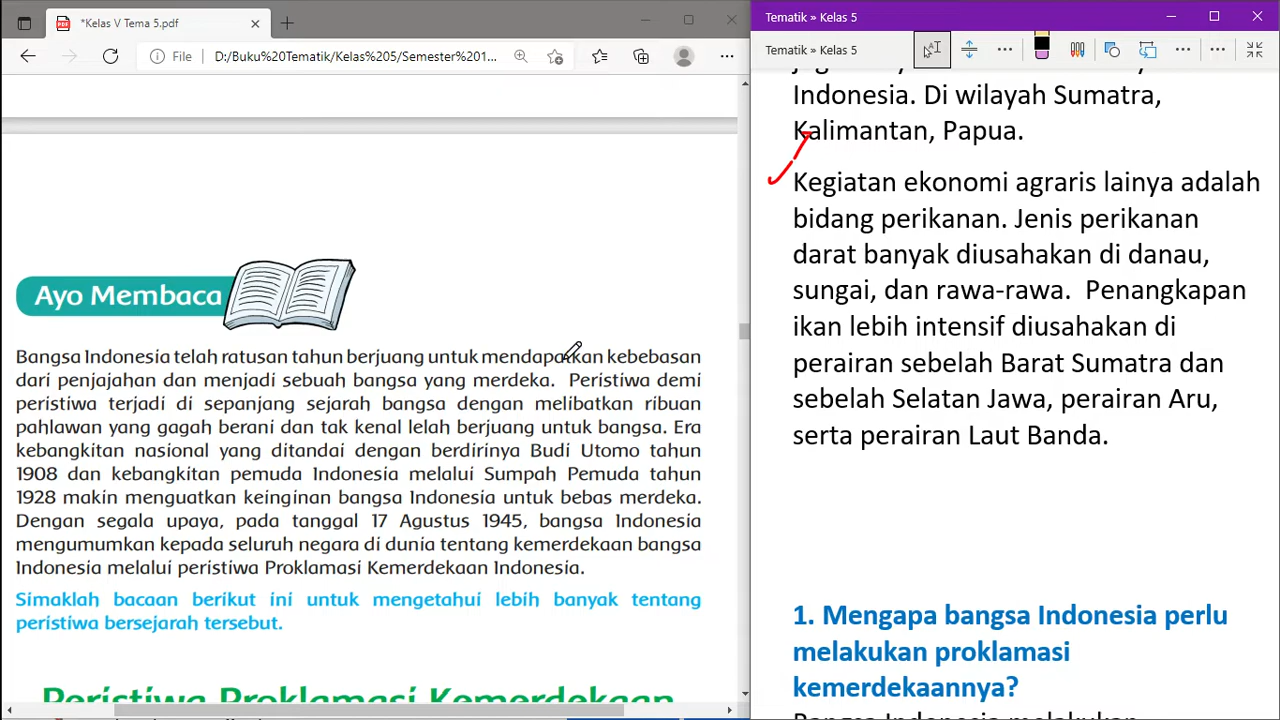 *Kelas V Tema 5.pdf
File
D:/Buku%20Tematik/Kelas%205/Semester%201...
Ayo Membaca
Bangsa Indonesia telah ratusan tahun berjuang untuk mendapatkan kebebasan
dari penjajahan dan menjadi sebuah bangsa yang merdeka. Peristiwa demi
peristiwa terjadi di sepanjang sejarah bangsa dengan melibatkan ribuan
pahlawan yang gagah berani dan tak kenal lelah berjuang untuk bangsa. Era
kebangkitan nasional yang ditandai dengan berdirinya Budi Utomo tahun
1908 dan kebangkitan pemuda Indonesia melalui Sumpah Pemuda tahun
1928 makin menguatkan keinginan bangsa Indonesia untuk bebas merdeka.
Dengan segala upaya, pada tanggal 17 Agustus 1945, bangsa Indonesia
mengumumkan kepada seluruh negara di dunia tentang kemerdekaan bangsa
Indonesia melalui peristiwa Proklamasi Kemerdekaan Indonesia.
Simaklah bacaan berikut ini untuk mengetahui lebih banyak tentang
peristiwa bersejarah tersebut.
Peristiwa Proklamasi Kemerdekaan
Tematik » Kelas 5
Tematik » Kelas 5
Indonesia. Di wilayah Sumatra,
Kalimantan, Papua.
Kegiatan ekonomi agraris lainya adalah
bidang perikanan. Jenis perikanan
darat banyak diusahakan di danau,
sungai, dan rawa-rawa. Penangkapan
ikan lebih intensif diusahakan di
perairan sebelah Barat Sumatra dan
sebelah Selatan Jawa, perairan Aru,
serta perairan Laut Banda.
1. Mengapa bangsa Indonesia perlu
melakukan proklamasi
kemerdekaannya?
Bangsa Indonesia melakukan